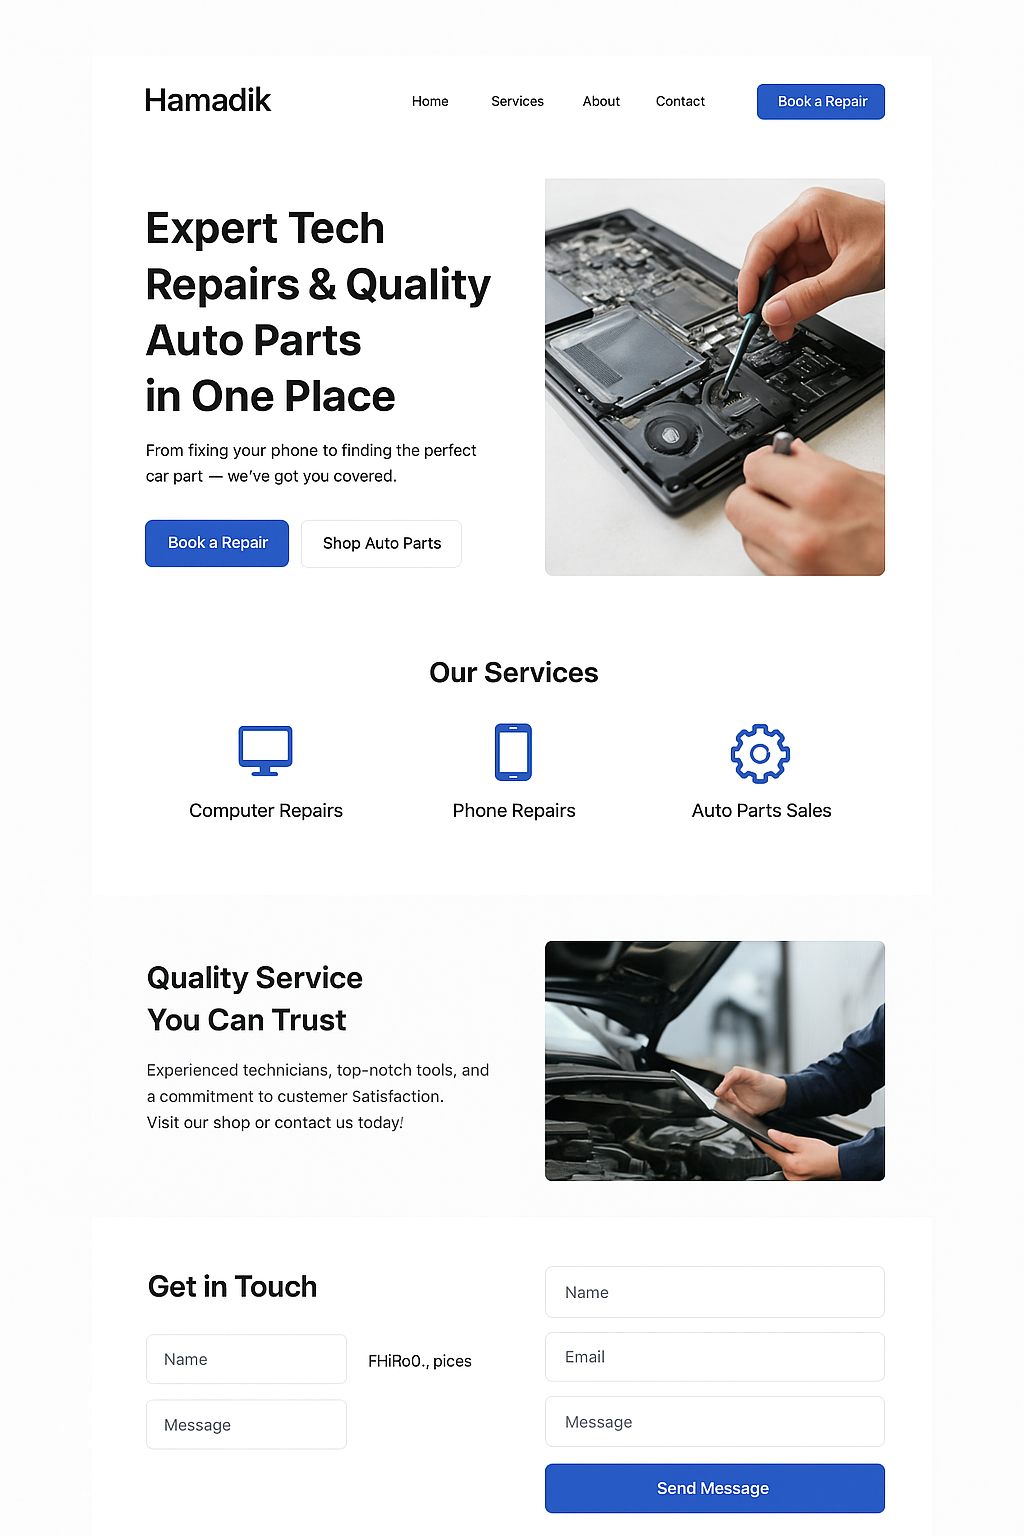 Hamadik
Home
Services
About
Contact
Book a Repair
Expert Tech
Repairs & Quality
Auto Parts
in One Place
From fixing your phone to finding the perfect
car part — we've got you covered.
Book a Repair
Shop Auto Parts
Our Services
Computer Repairs
Phone Repairs
Auto Parts Sales
Quality Service
You Can Trust
Experienced technicians, top-notch tools, and
a commitment to custemer Satisfaction.
Visit our shop or contact us today!
Get in Touch
Name
FHiRo0., pices
Message
Name
Email
Message
Send Message